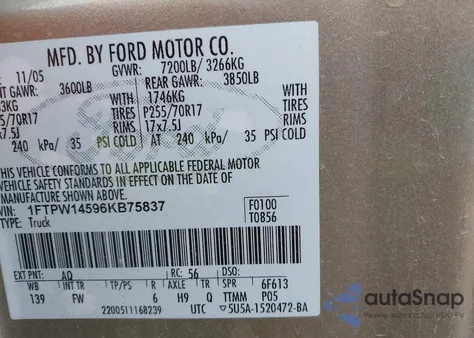 MFD. BY FORD MOTOR CO.
11/05 GVWR: 7200LB/ 3266KG
FRONT GAWR: 3600LB REAR GAWR: 3850LB
3KG WITH 1746KG WITH
/70R17 TIRES P255/70R17 TIRES
7.5J RIMS 17x7.5J RIMS
240 kPa/ 35 PSI COLD AT 240 kPa/ 35 PSI COLD
THIS VEHICLE CONFORMS TO ALL APPLICABLE FEDERAL MOTOR
VEHICLE SAFETY STANDARDS IN EFFECT ON THE DATE OF
MANUFACTURE SHOWN ABOVE.
VIN: 1FTPW14596KB75837 F0100
TYPE: Truck T0856
EXT PNT: AQ RC: 56 DSO:
WB INT TR TP/PS R AXLE TR SPR 6F613
139 FW 6 H9 Q TTMM P05
2200511168239 UTC ▽5U5A-1520472-BA
autoSnap